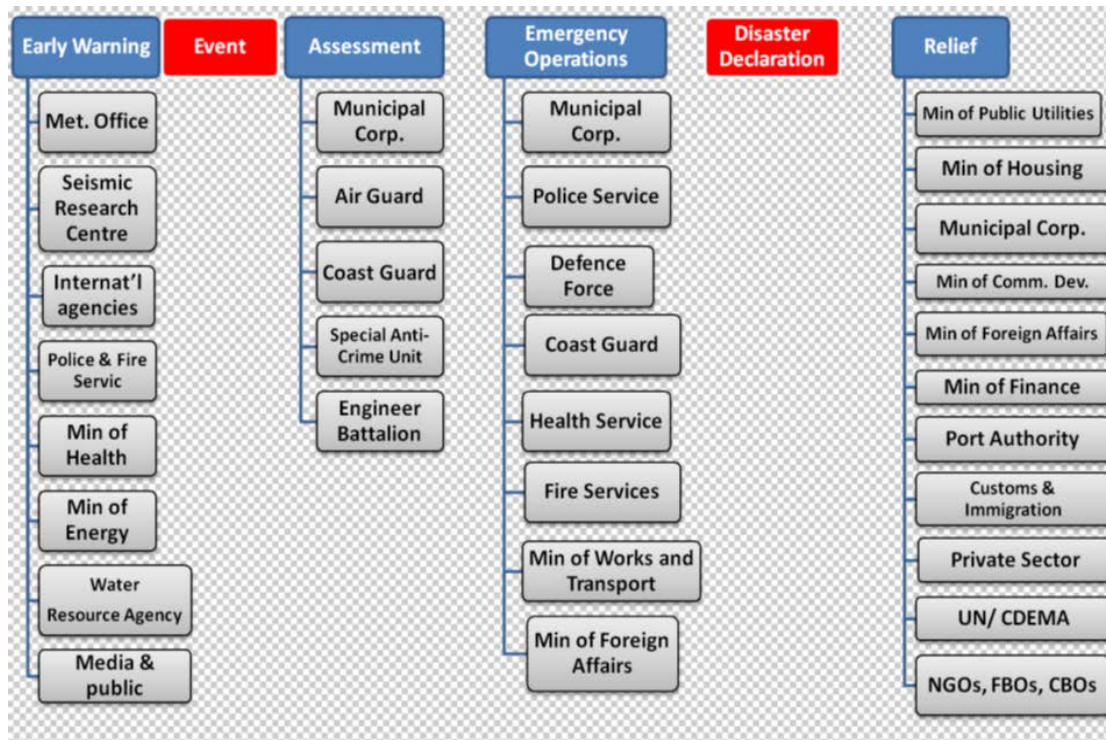 Early Warning
Event
Assessment
Emergency
Operations
Disaster
Declaration
Relief
Met. Office
Seismic
Research
Centre
Internat'l
agencies
Police & Fire
Servic
Min of
Health
Min of
Energy
Water
Resource Agency
Media &
public
Municipal
Corp.
Air Guard
Coast Guard
Special Anti-
Crime Unit
Engineer
Battalion
Municipal
Corp.
Police Service
Defence
Force
Coast Guard
Health Service
Fire Services
Min of Works and
Transport
Min of Foreign
Affairs
Min of Public Utilities
Min of Housing
Municipal Corp.
Min of Comm. Dev.
Min of Foreign Affairs
Min of Finance
Port Authority
Customs &
Immigration
Private Sector
UN/ CDEMA
NGOs, FBOs, CBOs